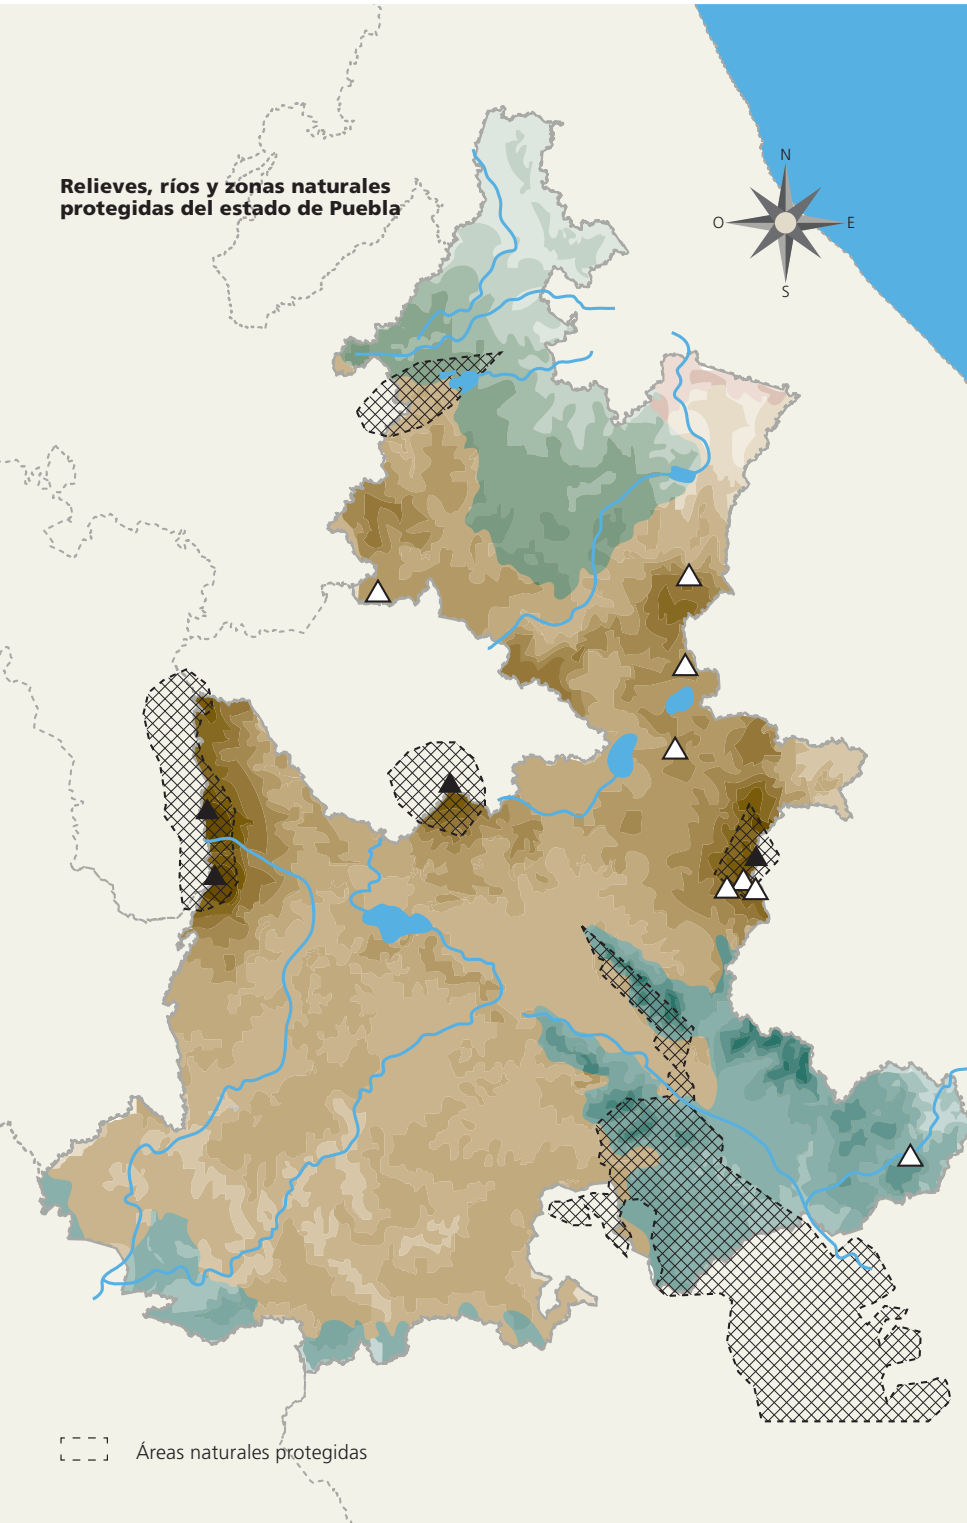 N
Relieves, ríos y zonas naturales
protegidas del estado de Puebla
O
E
S
Áreas naturales protegidas